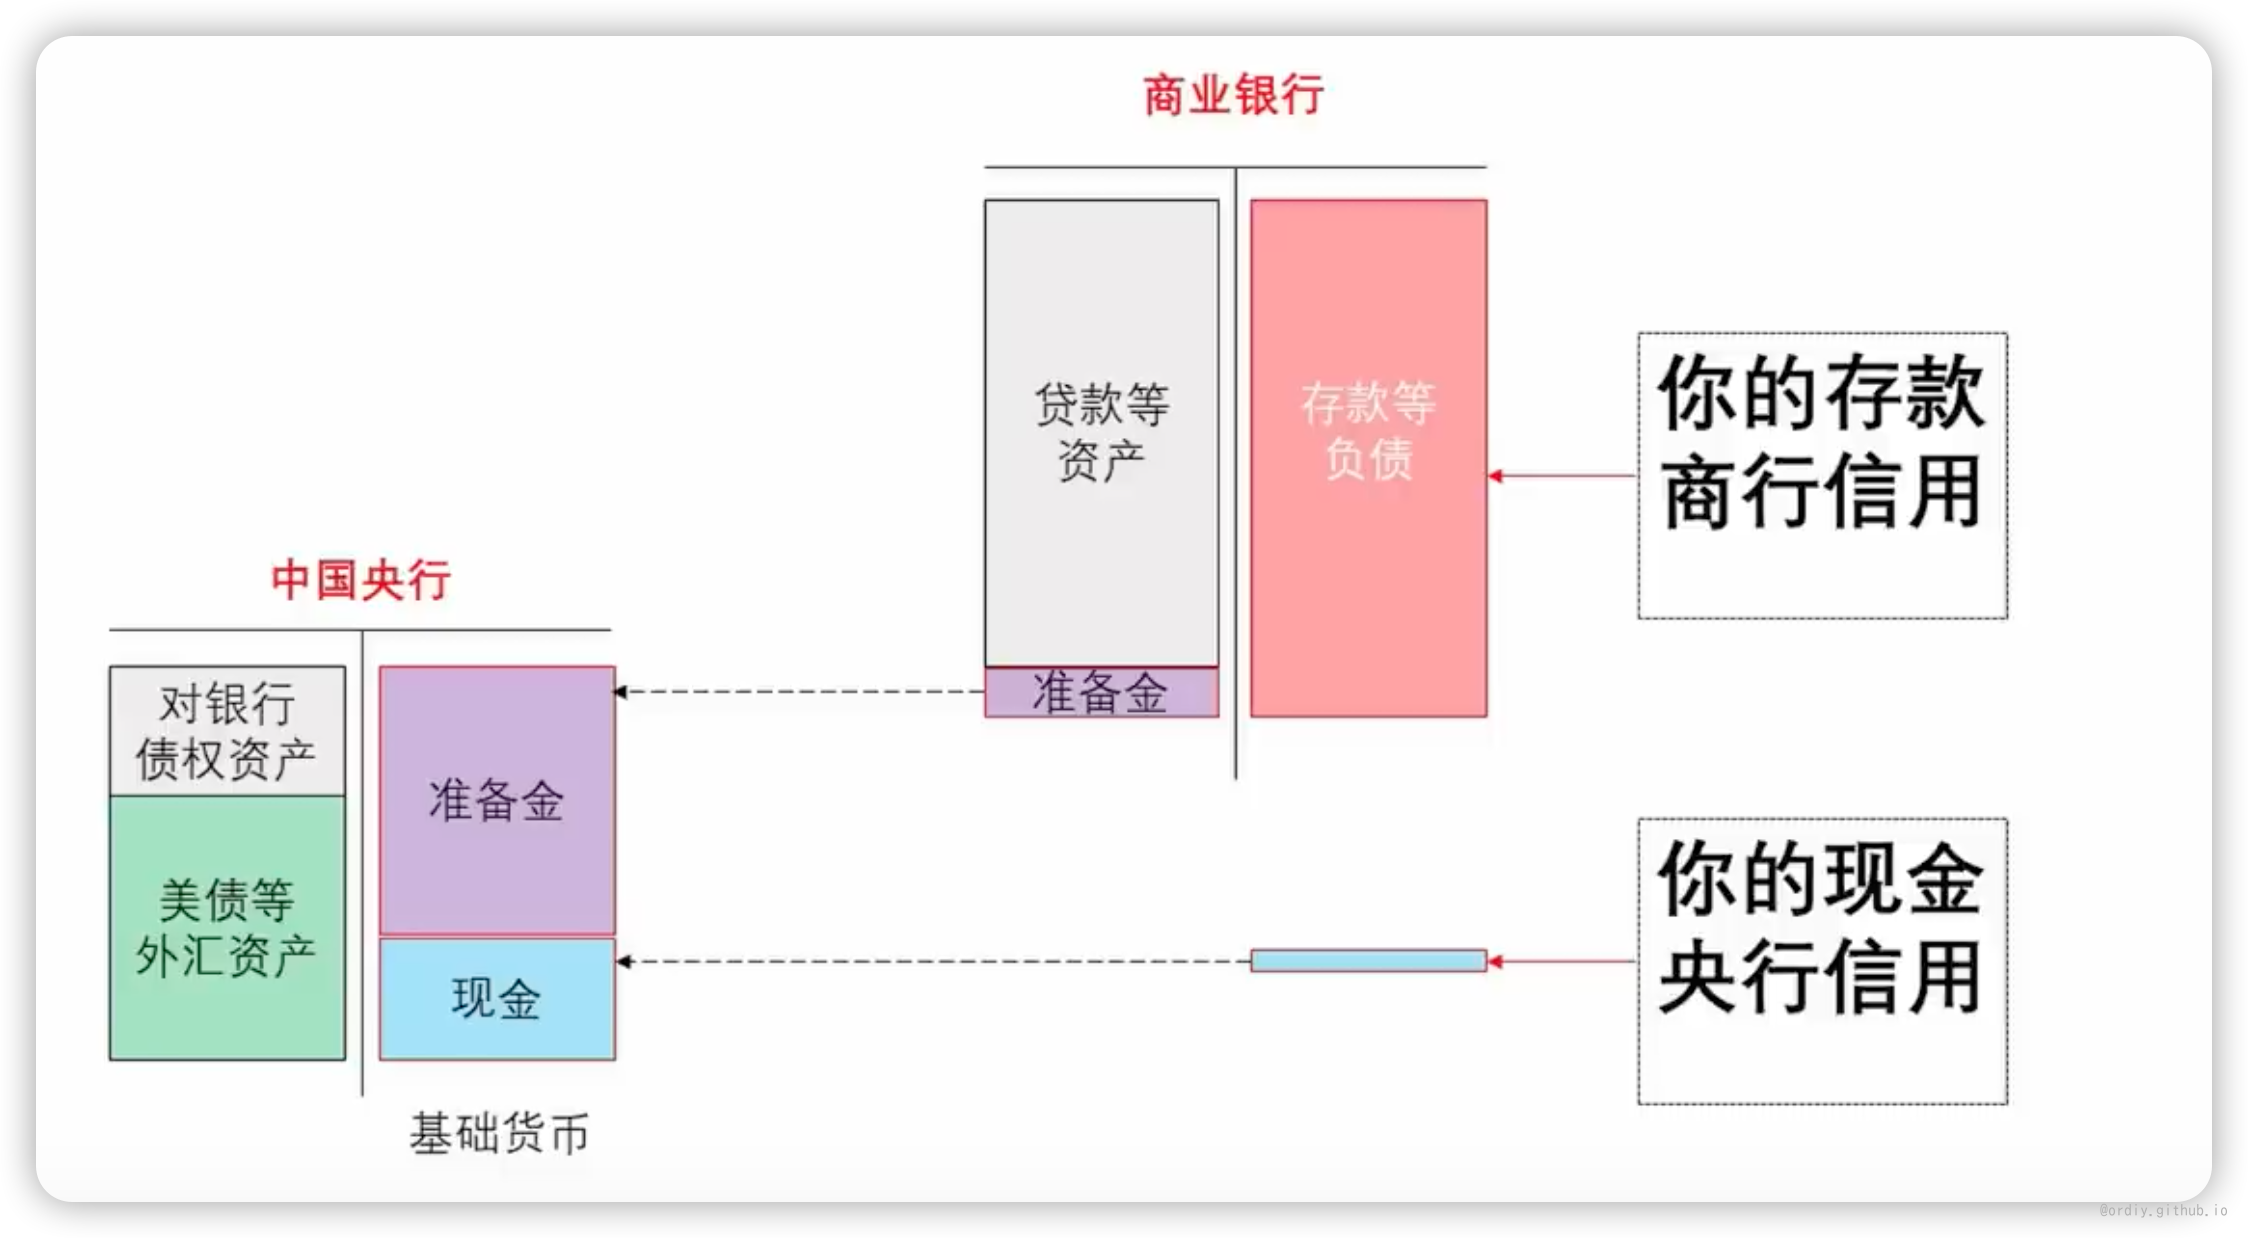 商业银行
贷款等
资产
存款等
负债
准备金
你的存款
商行信用
中国央行
对银行
债权资产
美债等
外汇资产
准备金
现金
基础货币
你的现金
央行信用
@ordiy.github.io